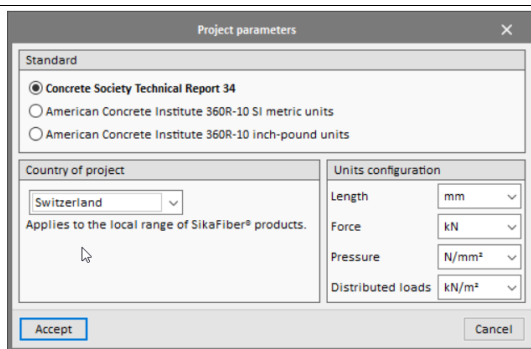 Project parameters
Standard
Concrete Society Technical Report 34
American Concrete Institute 360R-10 SI metric units
American Concrete Institute 360R-10 inch-pound units
Country of project
Switzerland
Applies to the local range of SikaFiber® products.
Units configuration
Length mm
Force kN
Pressure N/mm²
Distributed loads kN/m²
Accept
Cancel